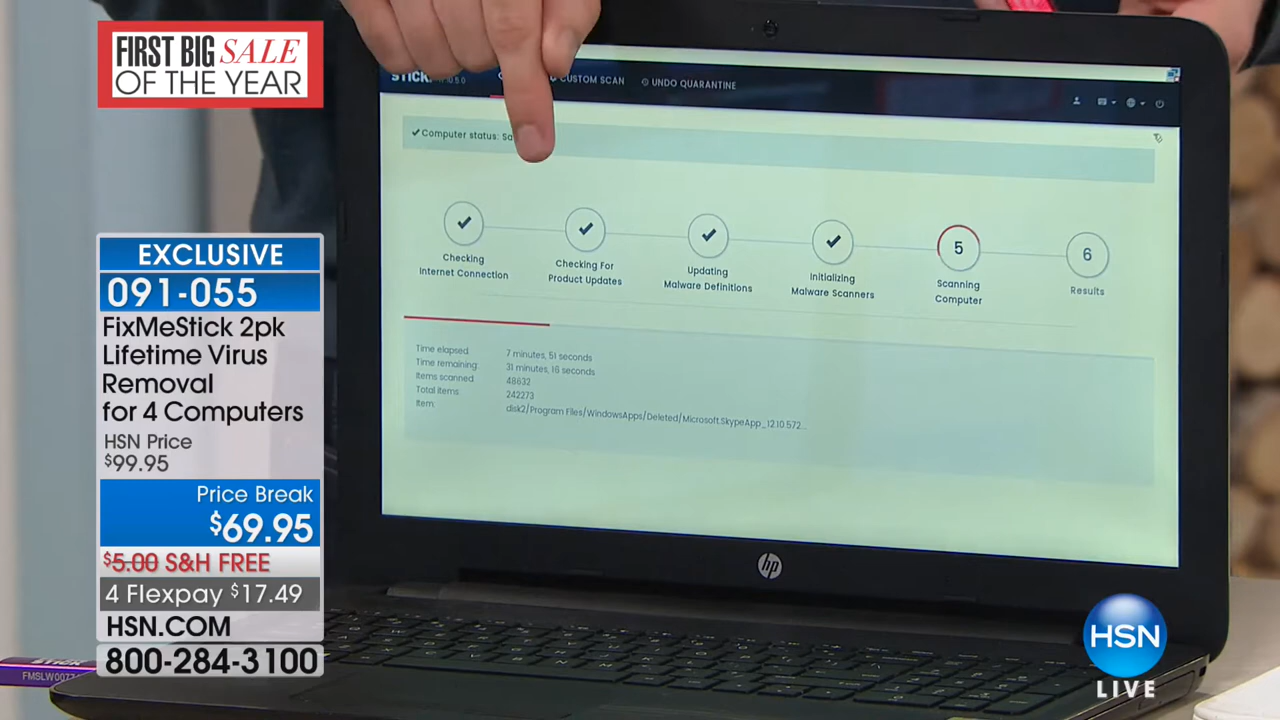 FIRST BIG SALE
OF THE YEAR
EXCLUSIVE
091-055
FixMeStick 2pk
Lifetime Virus
Removal
for 4 Computers
HSN Price
$99.95
Price Break
$69.95
$5.00 S&H FREE
4 Flexpay $17.49
HSN.COM
800-284-3100
STICK
CUSTOM SCAN
UNDO QUARANTINE
Computer status:
5
6
Checking
Internet Connection
Checking For
Product Updates
Updating
Malware Definitions
Initializing
Malware Scanners
Scanning
Computer
Results
Time elapsed: 7 minutes, 51 seconds
Time remaining: 31 minutes, 16 seconds
Items scanned: 48632
Total items: 242273
Item: disk2/Program Files/WindowsApps/Deleted/Microsoft.SkypeApp_12.10.572...
hp
STICK
HSN
LIVE